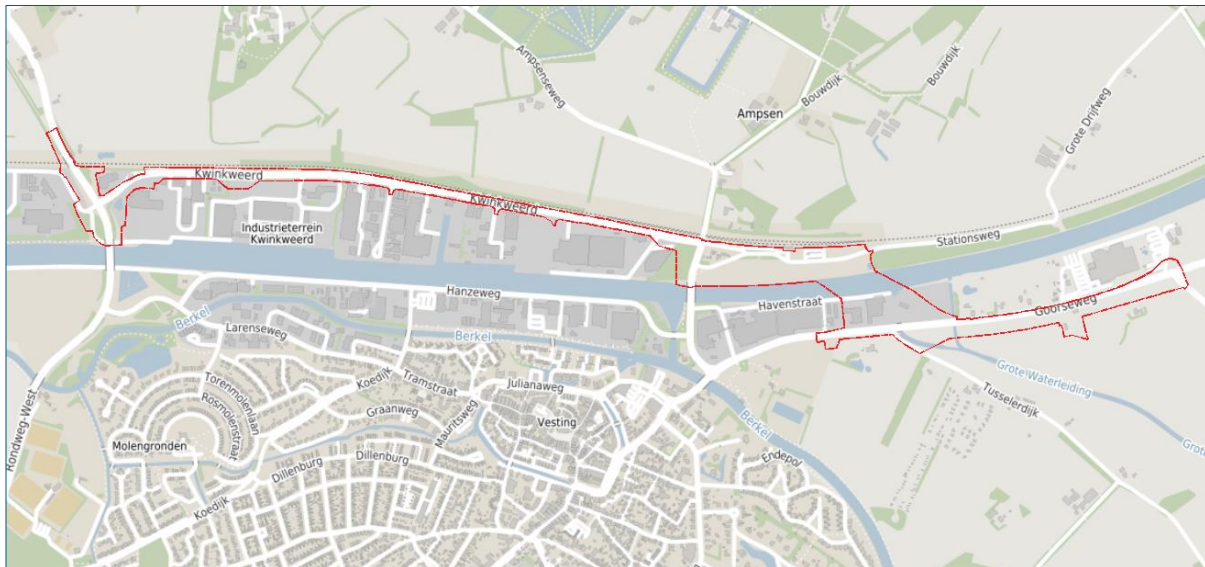 Ampsenseweg
Bouwdijk
Bouwdijk
Ampsen
Grote Drijfweg
Kwinkweerd
Kwinkweerd
Industrieterrein
Kwinkweerd
Stationsweg
Hanzeweg
Havenstraat
Goorseweg
Berkel
Larenseweg
Berkel
Koedijk
Tramstraat
Julianaweg
Grote Waterleiding
Tusselerdijk
Torenmolenlaan
Rosmolenstraat
Graanweg
Mauritsweg
Vesting
Berkel
Rondweg-West
Molengronden
Dillenburg
Dillenburg
Endepol
Grote
Koedijk